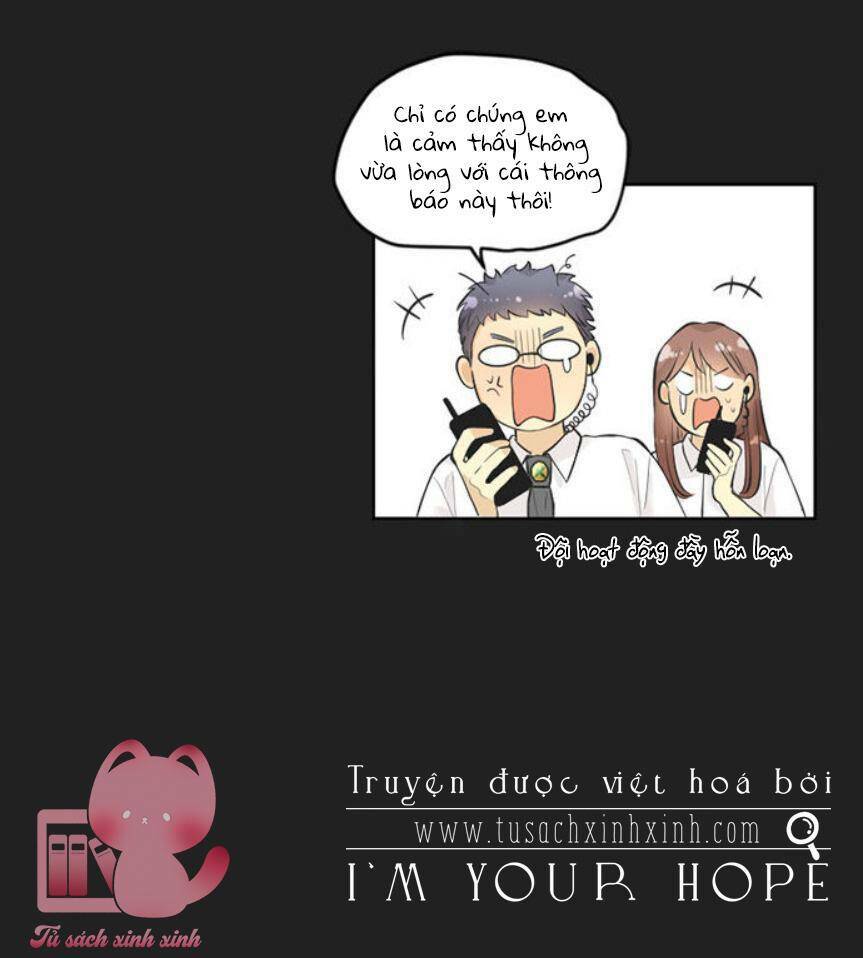 Chỉ có chúng em
là cảm thấy không
vừa lòng với cái thông
báo này thôi!
Đội hoạt động đầy hỗn loạn.
Truyện được việt hoá bởi
www.tusachxinhxinh.com
I'M YOUR HOPE
Tủ sách xinh xinh